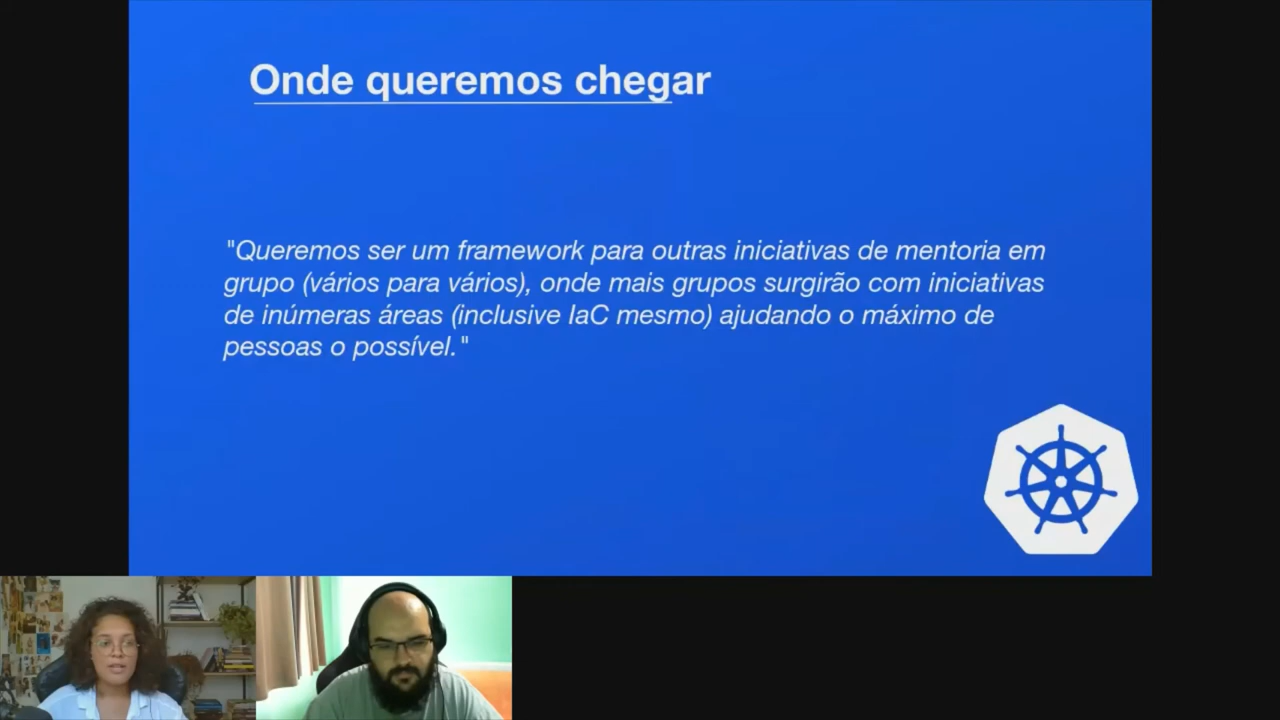 Onde queremos chegar
"Queremos ser um framework para outras iniciativas de mentoria em
grupo (vários para vários), onde mais grupos surgirão com iniciativas
de inúmeras áreas (inclusive IaC mesmo) ajudando o máximo de
pessoas o possível."